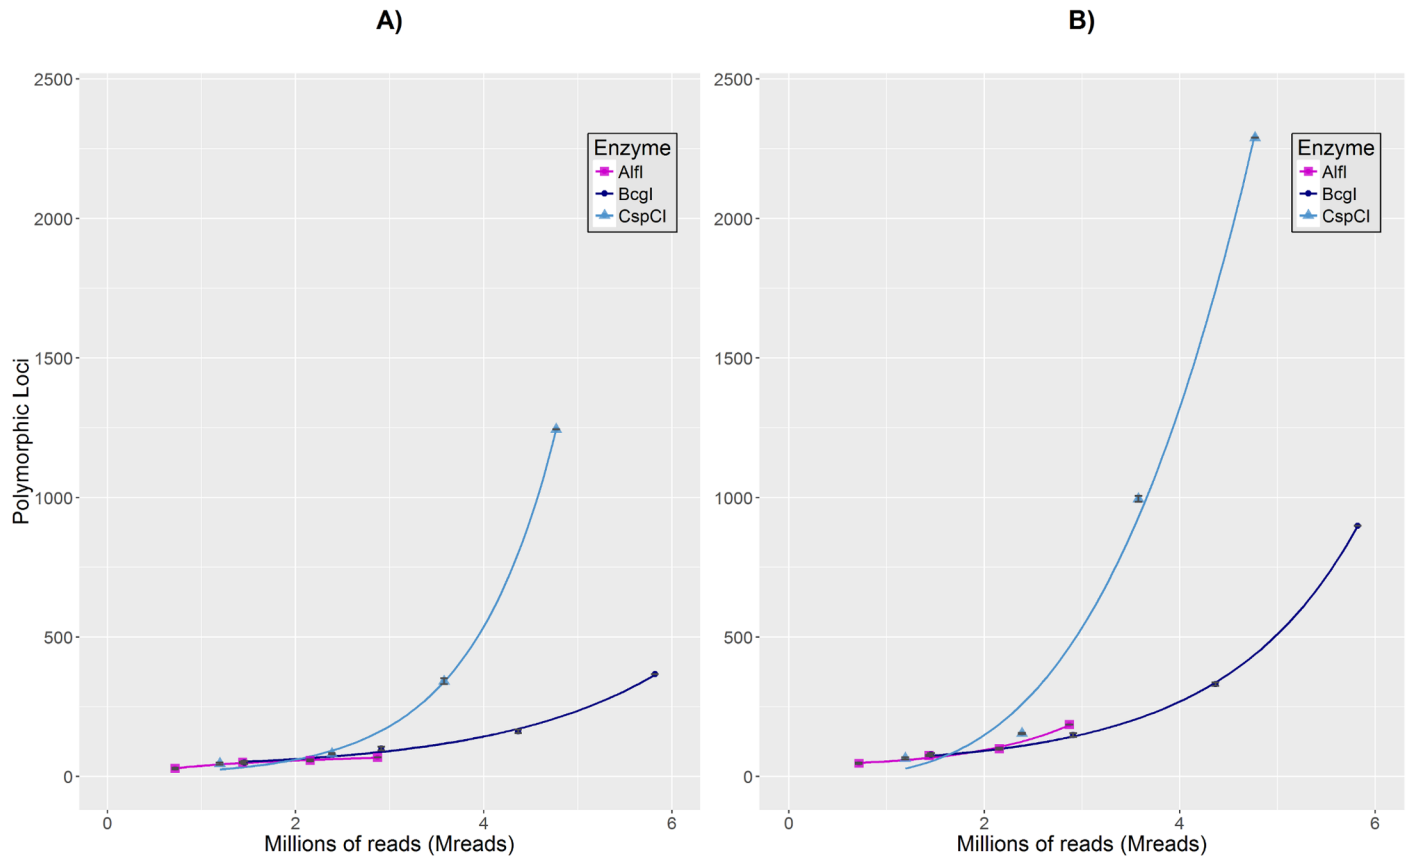 A)
B)
Polymorphic Loci
2500
2000
1500
1000
500
0
Enzyme
AlfI
BcgI
CspCI
0
2
4
6
Millions of reads (Mreads)
2500
2000
1500
1000
500
0
Enzyme
AlfI
BcgI
CspCI
0
2
4
6
Millions of reads (Mreads)